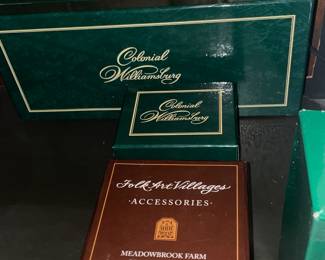 Colonial
Williamsburg
Colonial
Williamsburg
Folk Art Villages
·ACCESSORIES·
MEADOWBROOK FARM